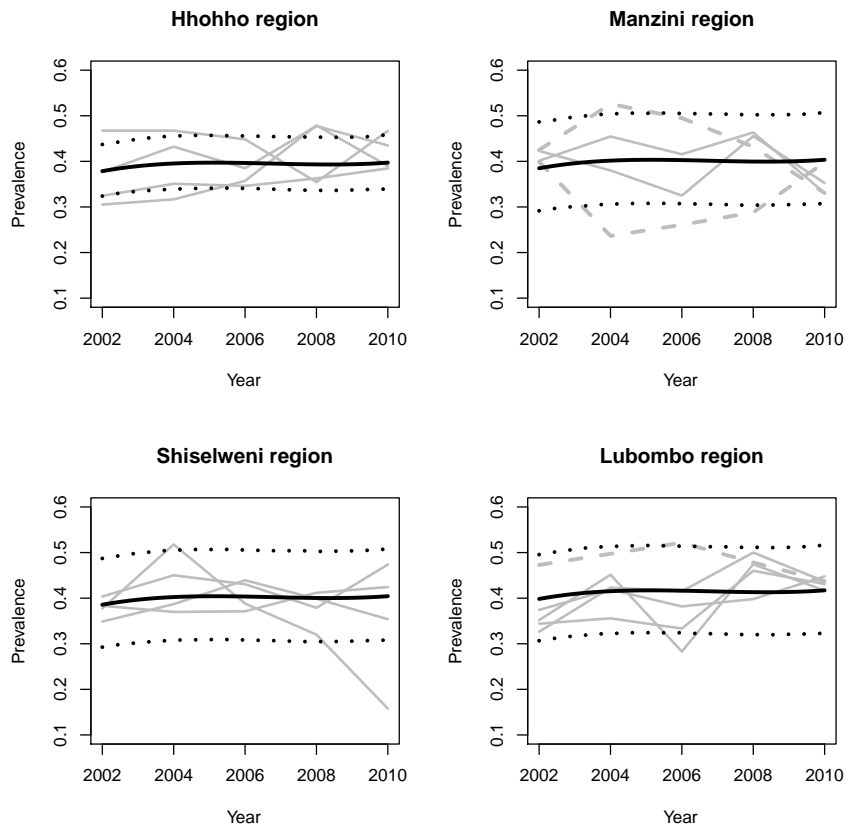 Hhohho region
Prevalence
0.1 0.2 0.3 0.4 0.5 0.6
2002 2004 2006 2008 2010
Year
Manzini region
Prevalence
0.1 0.2 0.3 0.4 0.5 0.6
2002 2004 2006 2008 2010
Year
Shiselweni region
Prevalence
0.1 0.2 0.3 0.4 0.5 0.6
2002 2004 2006 2008 2010
Year
Lubombo region
Prevalence
0.1 0.2 0.3 0.4 0.5 0.6
2002 2004 2006 2008 2010
Year